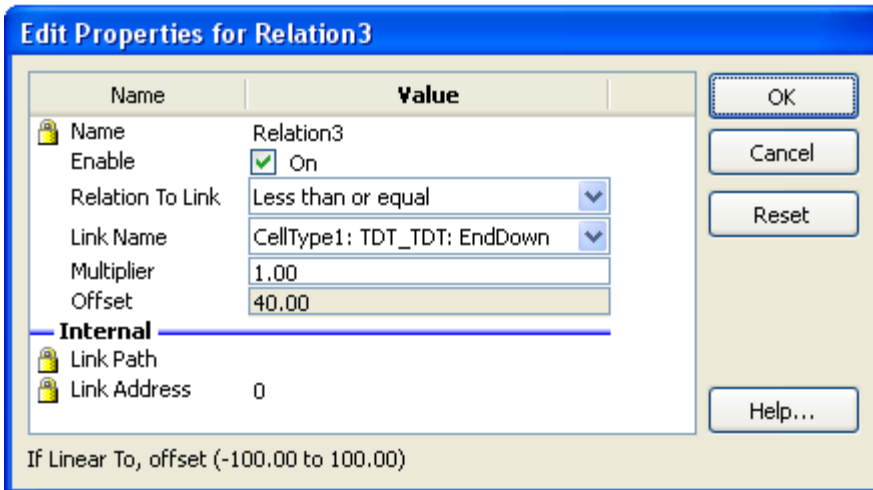 Edit Properties for Relation3
Name Value
Name Relation3
Enable On
Relation To Link Less than or equal
Link Name CellType1: TDT_TDT: EndDown
Multiplier 1.00
Offset 40.00
Internal
Link Path
Link Address 0
OK
Cancel
Reset
Help...
If Linear To, offset (-100.00 to 100.00)